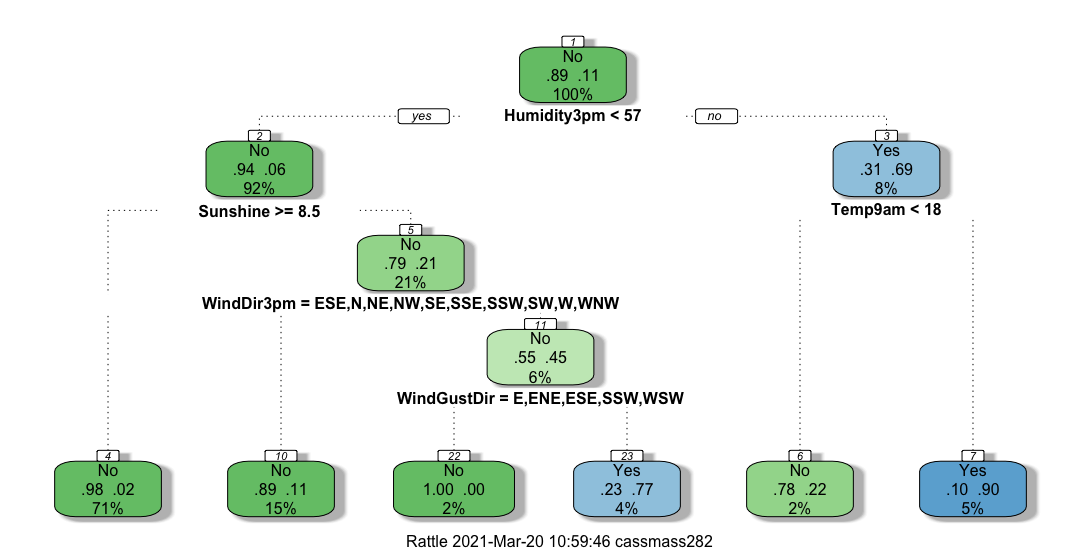 1
No
.89 .11
100%
yes
Humidity3pm < 57
no
2
No
.94 .06
92%
3
Yes
.31 .69
8%
Sunshine >= 8.5
Temp9am < 18
5
No
.79 .21
21%
WindDir3pm = ESE,N,NE,NW,SE,SSE,SSW,SW,W,WNW
11
No
.55 .45
6%
WindGustDir = E,ENE,ESE,SSW,WSW
4
No
.98 .02
71%
10
No
.89 .11
15%
22
No
1.00 .00
2%
23
Yes
.23 .77
4%
6
No
.78 .22
2%
7
Yes
.10 .90
5%
Rattle 2021-Mar-20 10:59:46 cassmass282